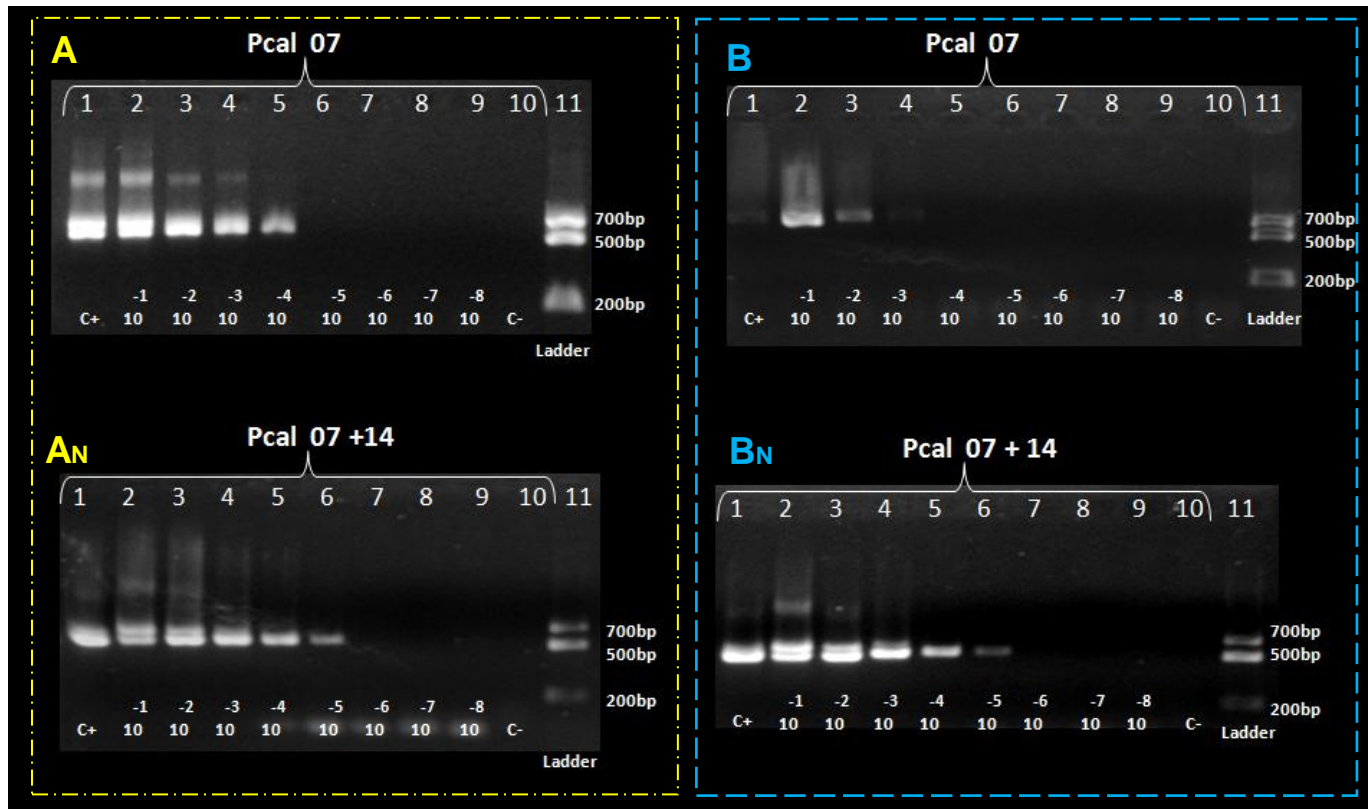 A
Pcal 07
1 2 3 4 5 6 7 8 9 10 11
700bp
500bp
200bp
-1 -2 -3 -4 -5 -6 -7 -8
C+ 10 10 10 10 10 10 10 10 C-
Ladder
B
Pcal 07
1 2 3 4 5 6 7 8 9 10 11
700bp
500bp
200bp
-1 -2 -3 -4 -5 -6 -7 -8
C+ 10 10 10 10 10 10 10 10 C- Ladder
AN
Pcal 07 +14
1 2 3 4 5 6 7 8 9 10 11
700bp
500bp
200bp
-1 -2 -3 -4 -5 -6 -7 -8
C+ 10 10 10 10 10 10 10 10 C-
Ladder
BN
Pcal 07 + 14
1 2 3 4 5 6 7 8 9 10 11
700bp
500bp
200bp
-1 -2 -3 -4 -5 -6 -7 -8
C+ 10 10 10 10 10 10 10 10 C-
Ladder